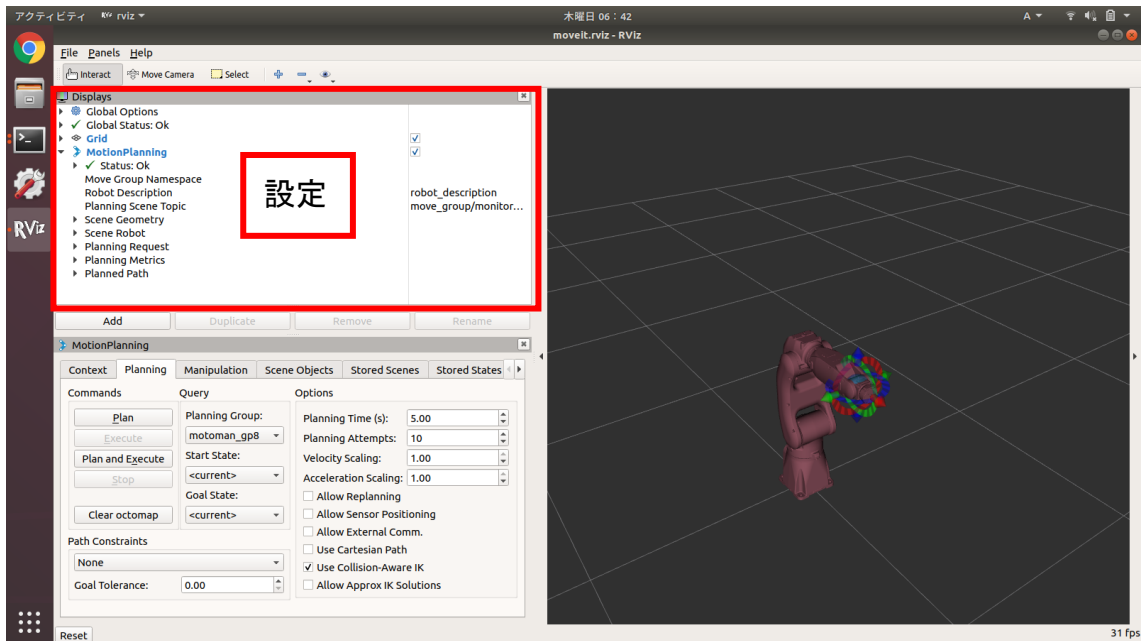 アクティビティ RViz rviz ▾
木曜日 06：42
A ▾
moveit.rviz - RViz
File Panels Help
Interact Move Camera Select
Displays
Global Options
✓ Global Status: Ok
Grid ✓
MotionPlanning ✓
✓ Status: Ok
Move Group Namespace
Robot Description robot_description
Planning Scene Topic move_group/monitor...
Scene Geometry
Scene Robot
Planning Request
Planning Metrics
Planned Path
設定
RViz
Add Duplicate Remove Rename
MotionPlanning
Context Planning Manipulation Scene Objects Stored Scenes Stored States
Commands Query Options
Plan Planning Group: Planning Time (s): 5.00
Execute motoman_gp8 Planning Attempts: 10
Plan and Execute Start State: Velocity Scaling: 1.00
Stop <current> Acceleration Scaling: 1.00
Goal State: Allow Replanning
Clear octomap <current> Allow Sensor Positioning
Allow External Comm.
Path Constraints Use Cartesian Path
None ✓ Use Collision-Aware IK
Goal Tolerance: 0.00 Allow Approx IK Solutions
Reset
31 fps